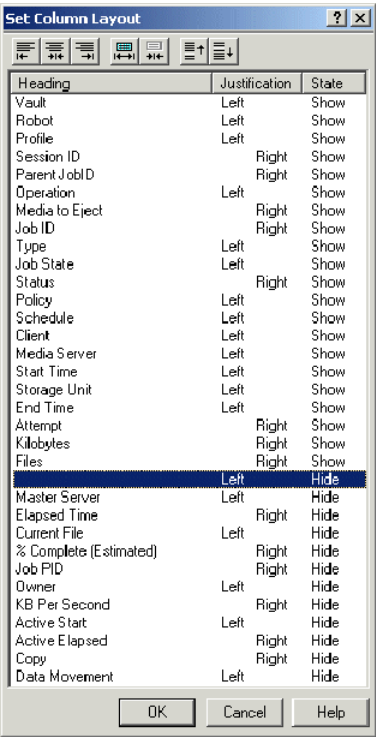 Set Column Layout
Heading Justification State
Vault Left Show
Robot Left Show
Profile Left Show
Session ID Right Show
Parent JobID Right Show
Operation Left Show
Media to Eject Right Show
Job ID Right Show
Type Left Show
Job State Left Show
Status Right Show
Policy Left Show
Schedule Left Show
Client Left Show
Media Server Left Show
Start Time Left Show
Storage Unit Left Show
End Time Left Show
Attempt Right Show
Kilobytes Right Show
Files Right Show
Left Hide
Master Server Left Hide
Elapsed Time Right Hide
Current File Left Hide
% Complete (Estimated) Right Hide
Job PID Right Hide
Owner Left Hide
KB Per Second Right Hide
Active Start Left Hide
Active Elapsed Right Hide
Copy Right Hide
Data Movement Left Hide
OK Cancel Help